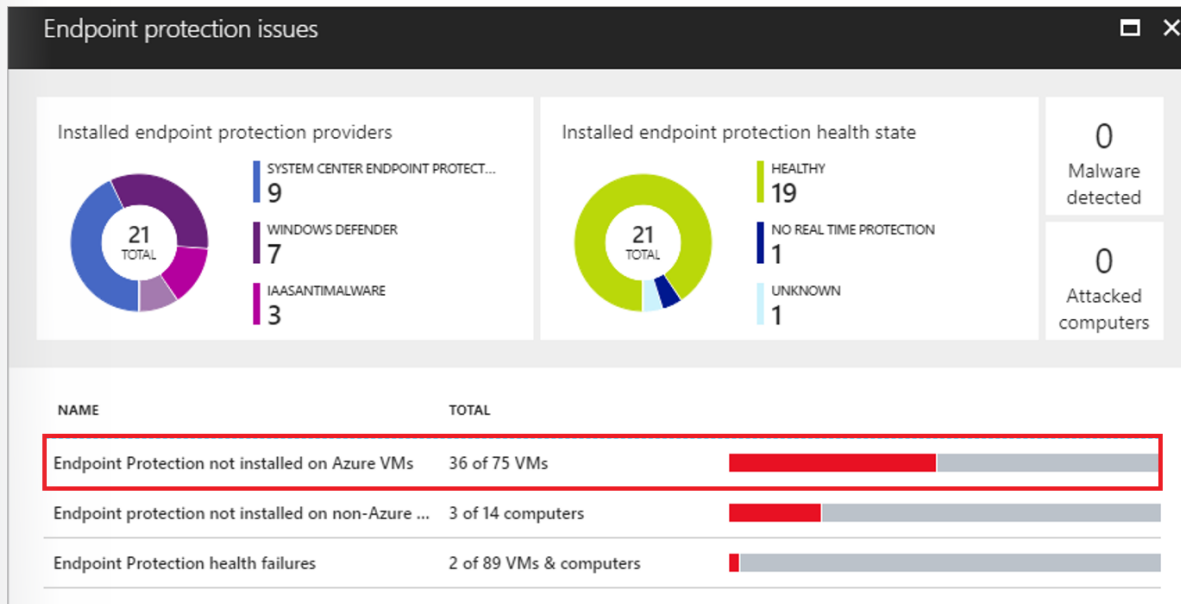 Endpoint protection issues
Installed endpoint protection providers
21
TOTAL
SYSTEM CENTER ENDPOINT PROTECT...
9
WINDOWS DEFENDER
7
IAASANTIMALWARE
3
Installed endpoint protection health state
21
TOTAL
HEALTHY
19
NO REAL TIME PROTECTION
1
UNKNOWN
1
0
Malware
detected
0
Attacked
computers
NAME TOTAL
Endpoint Protection not installed on Azure VMs 36 of 75 VMs
Endpoint protection not installed on non-Azure ... 3 of 14 computers
Endpoint Protection health failures 2 of 89 VMs & computers